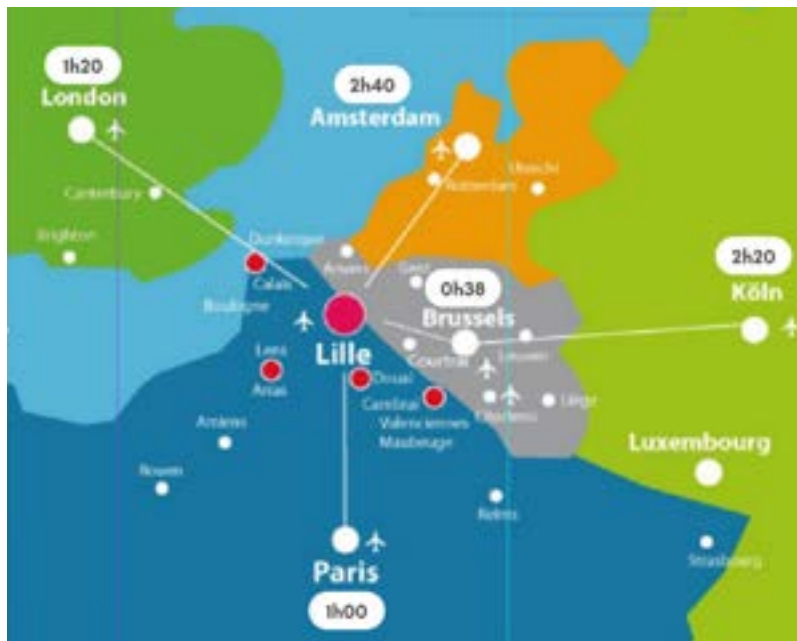 1h20
London
2h40
Amsterdam
Canterbury
Utrecht
Rotterdam
Brighton
Dunkerque
Anvers
Gent
Calais
Boulogne
0h38
Brussels
2h20
Köln
Lille
Courtrai
Leuven
Lens
Arras
Douai
Cambrai
Valenciennes
Maubeuge
Charleroi
Liège
Amiens
Luxembourg
Rouen
Reims
Paris
1h00
Strasbourg